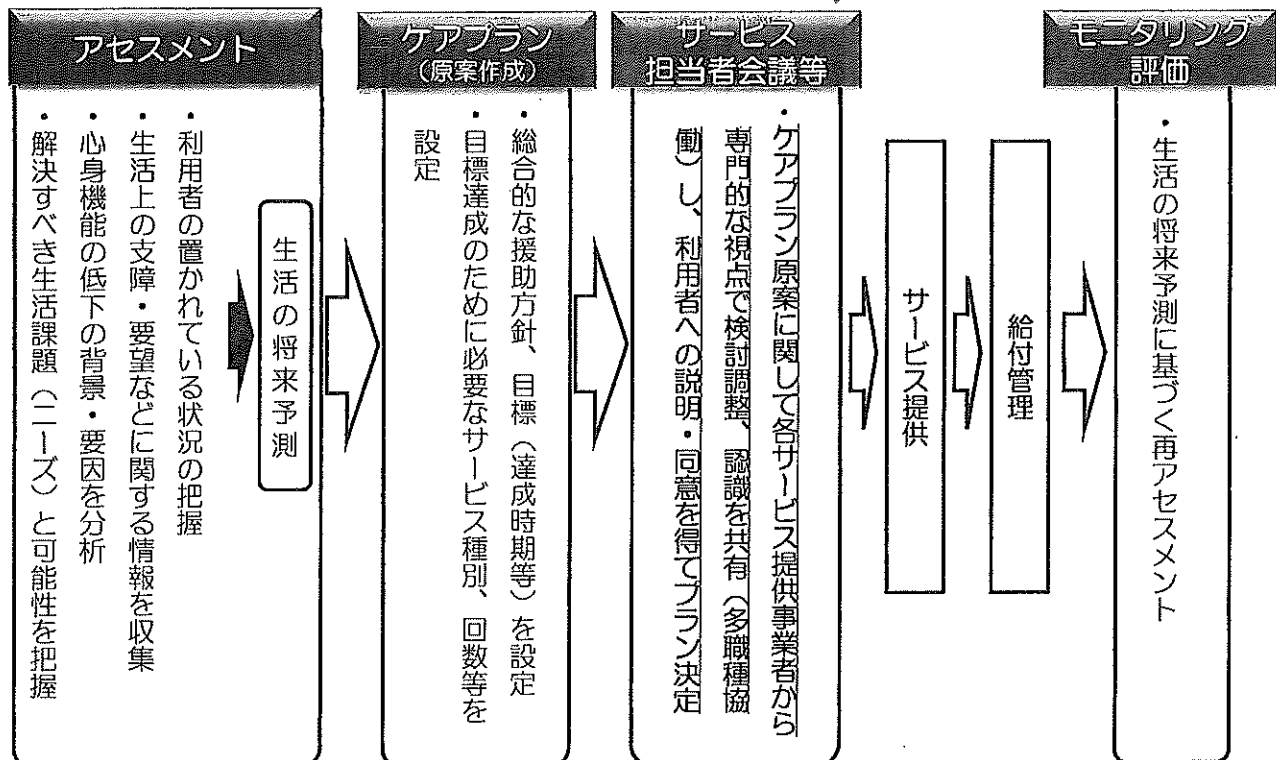 アセスメント
・利用者の置かれている状況の把握
・生活上の支障・要望などに関する情報を収集
・心身機能の低下の背景・要因を分析
・解決すべき生活課題（ニーズ）と可能性を把握
生活の将来予測
ケアプラン
（原案作成）
・総合的な援助方針、目標（達成時期等）を設定
・目標達成のために必要なサービス種別、回数等を
設定
サービス
担当者会議等
・ケアプラン原案に関して各サービス提供事業者から
専門的な視点で検討調整、認識を共有（多職種協
働）し、利用者への説明・同意を得てプラン決定
サービス提供
給付管理
モニタリング
評価
・生活の将来予測に基づく再アセスメント